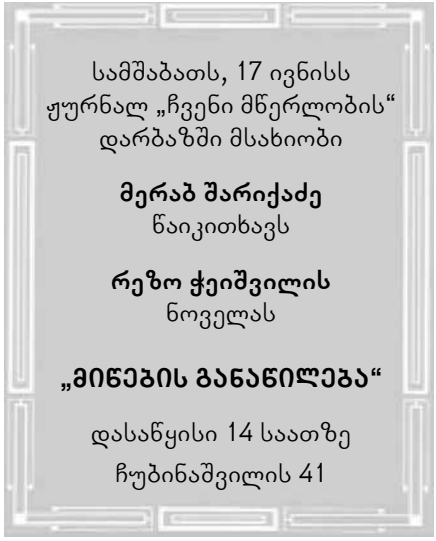 სამშაბათს, 17 ივნისს
ჟურნალ „ჩვენი მწერლობის“
დარბაზში მსახიობი
მერაბ შარიქაძე
წაიკითხავს
რეზო ჭეიშვილის
ნოველას
„მიწების განაწილება“
დასაწყისი 14 საათზე
ჩუბინაშვილის 41